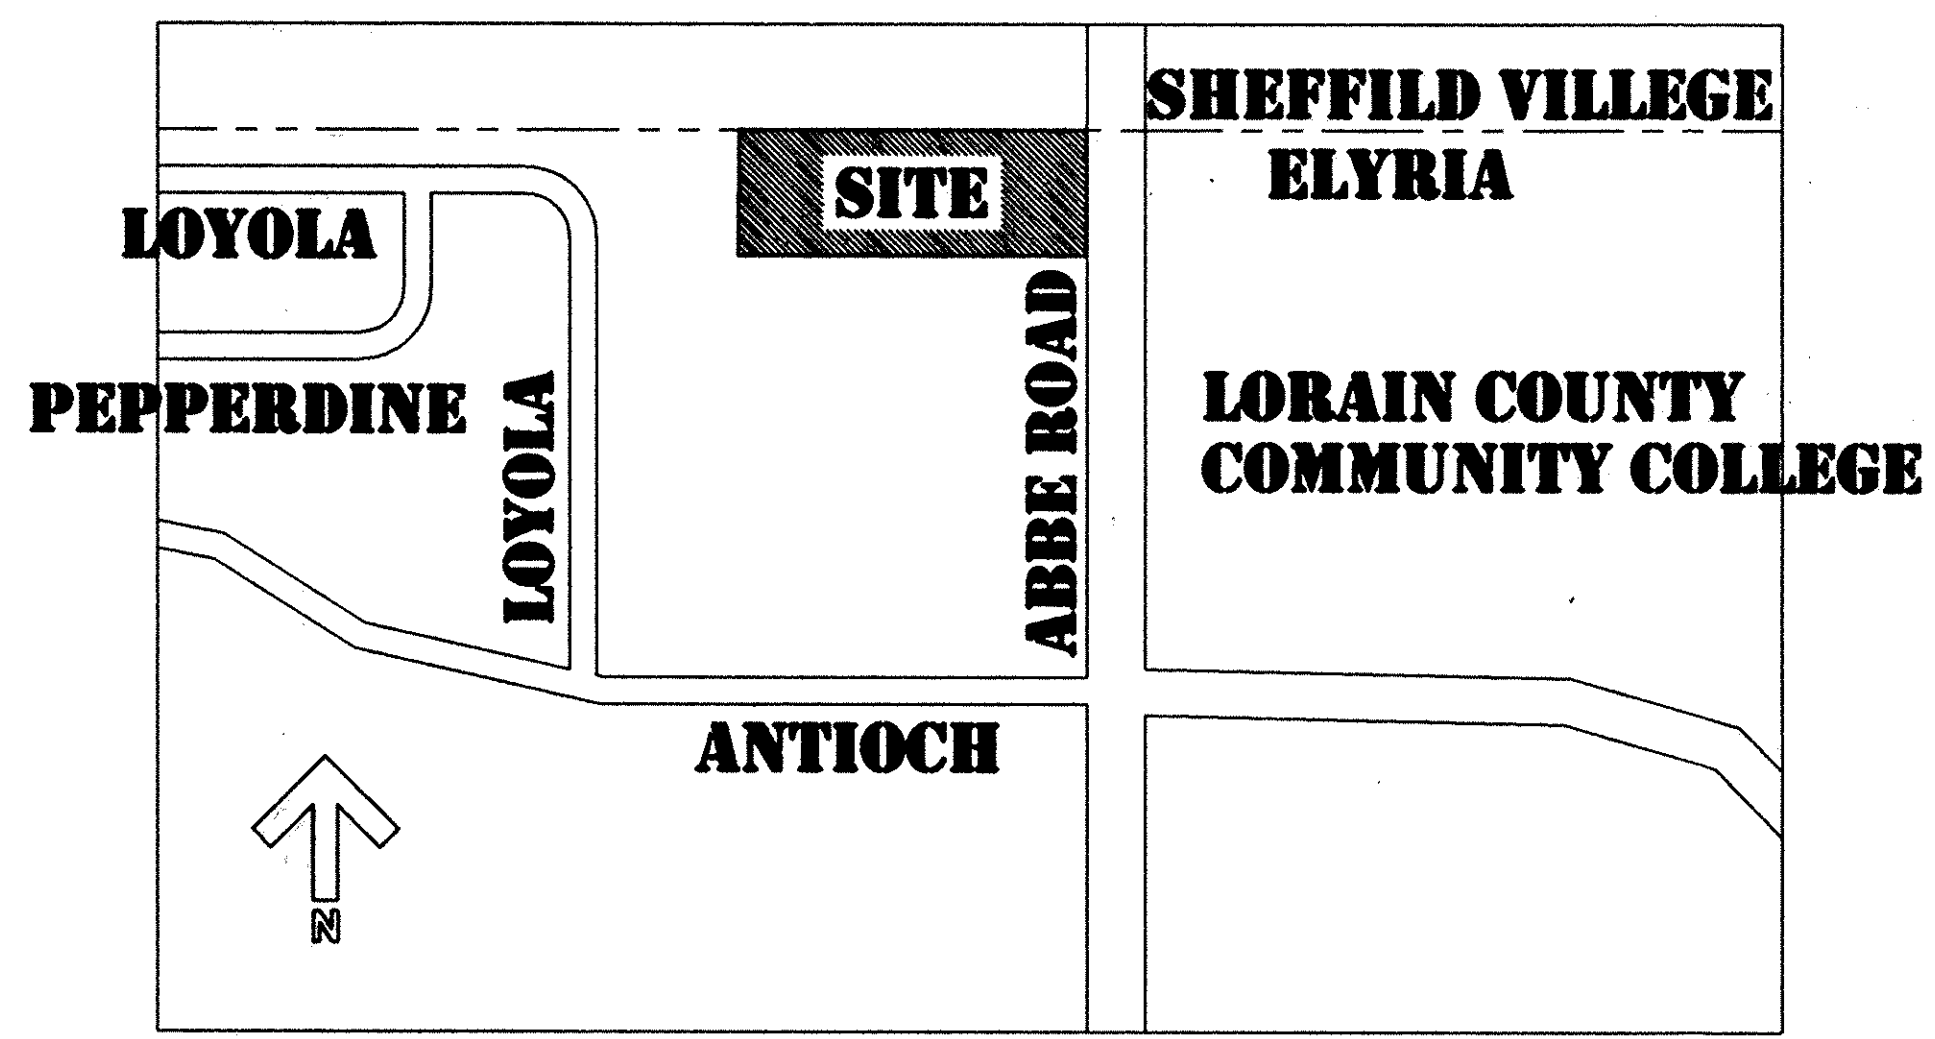 SHEFFILD VILLEGE
ELYRIA
SITE
LOYOLA
PEPPERDINE
LOYOLA
ABBE ROAD
LORAIN COUNTY
COMMUNITY COLLEGE
ANTIOCH
N